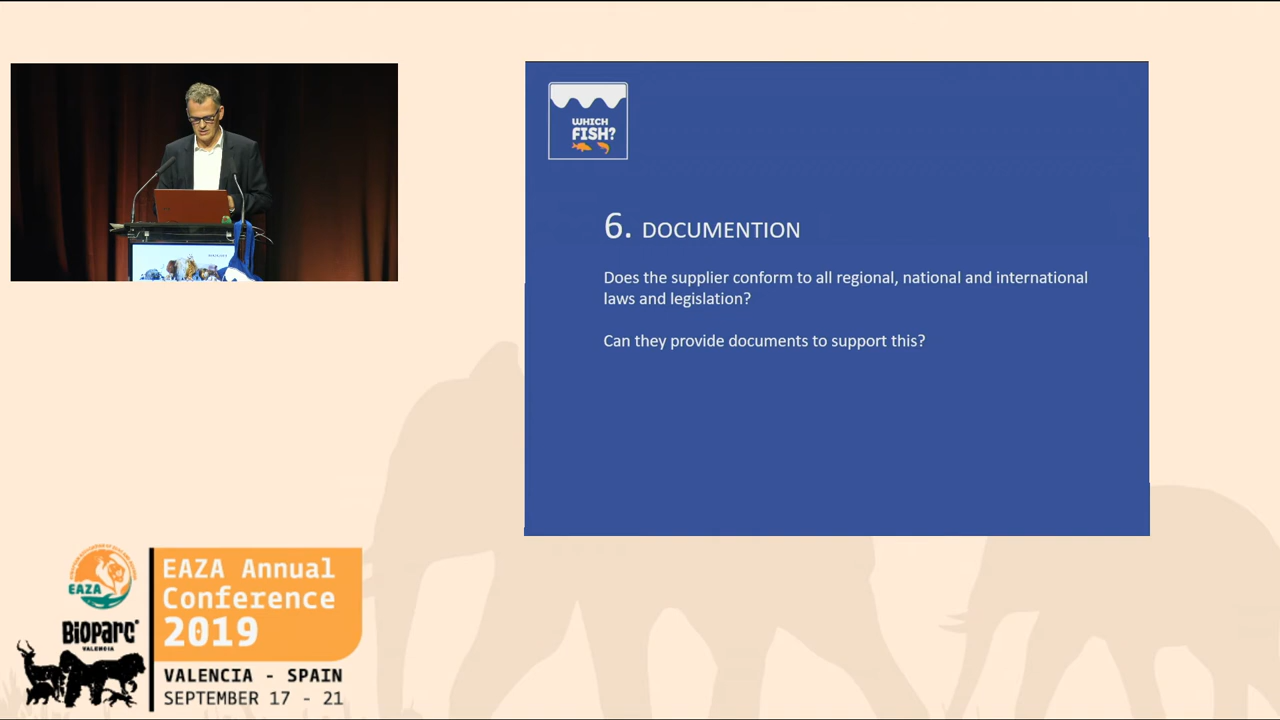 WHICH
FISH?
6. DOCUMENTION
Does the supplier conform to all regional, national and international
laws and legislation?
Can they provide documents to support this?
EAZA
BIOPARC
VALENCIA
EAZA Annual
Conference
2019
VALENCIA - SPAIN
SEPTEMBER 17 - 21